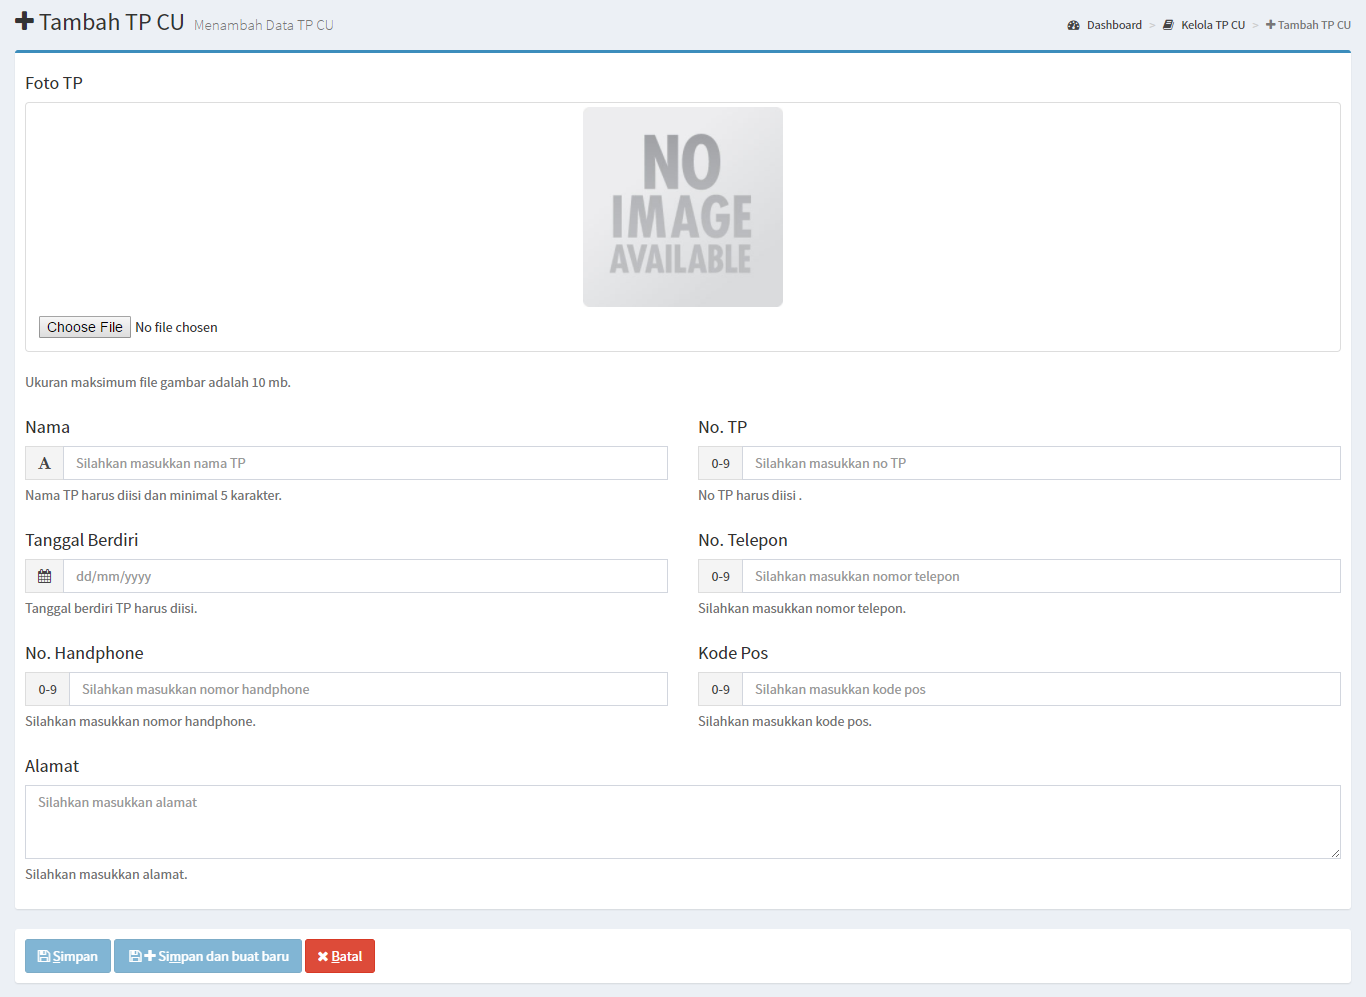 Tambah TP CU Menambah Data TP CU
Dashboard > Kelola TP CU > Tambah TP CU
Foto TP
NO
IMAGE
AVAILABLE
Choose File No file chosen
Ukuran maksimum file gambar adalah 10 mb.
Nama
A Silahkan masukkan nama TP
Nama TP harus diisi dan minimal 5 karakter.
No. TP
0-9 Silahkan masukkan no TP
No TP harus diisi .
Tanggal Berdiri
dd/mm/yyyy
Tanggal berdiri TP harus diisi.
No. Telepon
0-9 Silahkan masukkan nomor telepon
Silahkan masukkan nomor telepon.
No. Handphone
0-9 Silahkan masukkan nomor handphone
Silahkan masukkan nomor handphone.
Kode Pos
0-9 Silahkan masukkan kode pos
Silahkan masukkan kode pos.
Alamat
Silahkan masukkan alamat
Silahkan masukkan alamat.
Simpan Simpan dan buat baru Batal